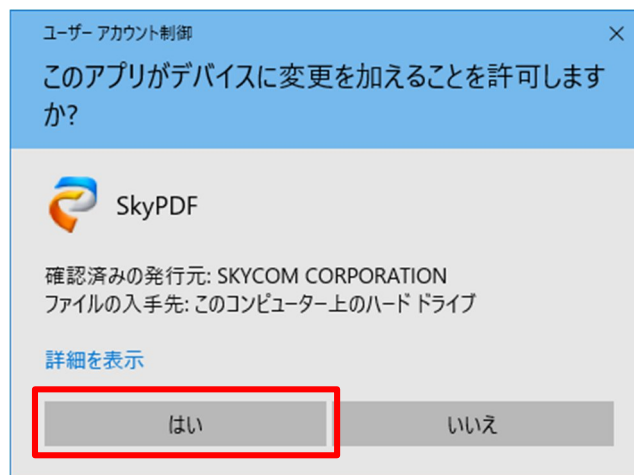 ユーザー アカウント制御
このアプリがデバイスに変更を加えることを許可します
か?
SkyPDF
確認済みの発行元: SKYCOM CORPORATION
ファイルの入手先: このコンピューター上のハード ドライブ
詳細を表示
はい
いいえ